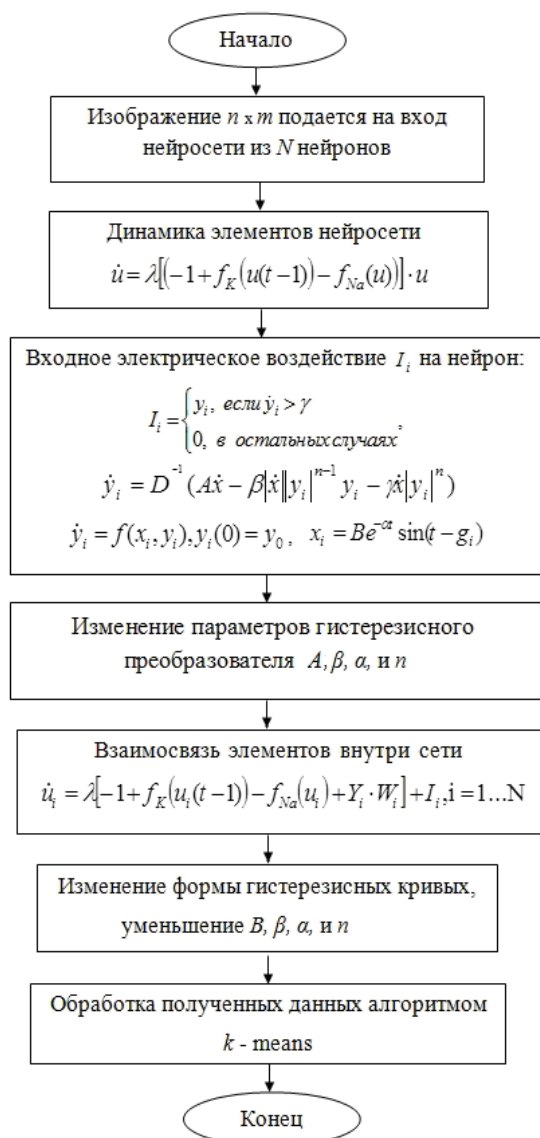 Начало
Изображение n x m подается на вход
нейросети из N нейронов
Динамика элементов нейросети
u̇ = λ[(−1 + f_K(u(t−1)) − f_Na(u))]·u
Входное электрическое воздействие I_i на нейрон:
I_i = {y_i, если ẏ_i > γ
0, в остальных случаях,
ẏ_i = D^{-1}(Aẋ − β|ẋ||y_i|^{n−1} y_i − γẋ|y_i|^n)
ẏ_i = f(x_i, y_i), y_i(0) = y_0, x_i = Be^{-αt} sin(t − g_i)
Изменение параметров гистерезисного
преобразователя A, β, α, и n
Взаимосвязь элементов внутри сети
u̇_i = λ[−1 + f_K(u_i(t−1)) − f_Na(u_i) + Y_i·W_i] + I_i, i = 1...N
Изменение формы гистерезисных кривых,
уменьшение B, β, α, и n
Обработка полученных данных алгоритмом
k - means
Конец